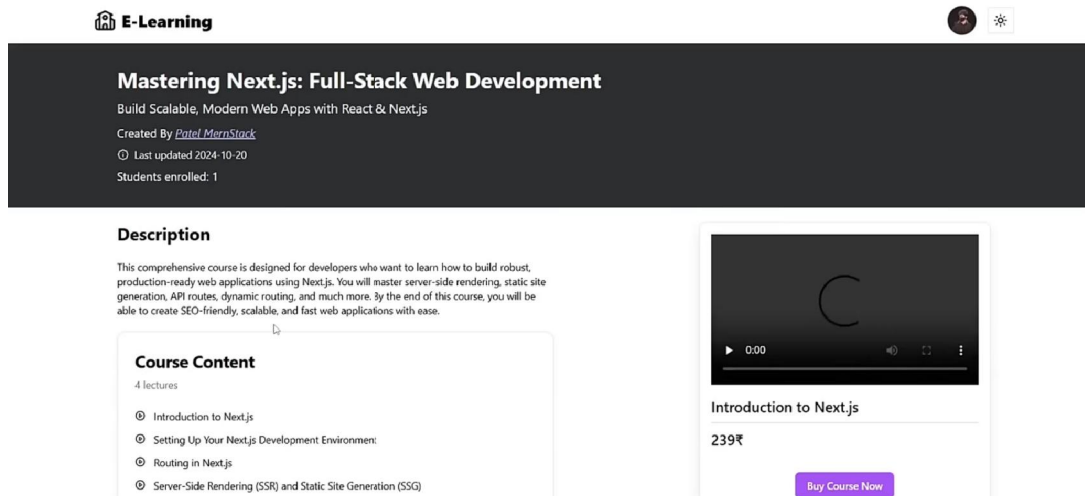 E-Learning
Mastering Next.js: Full-Stack Web Development
Build Scalable, Modern Web Apps with React & Next.js
Created By Patel MernStack
Last updated 2024-10-20
Students enrolled: 1
Description
This comprehensive course is designed for developers who want to learn how to build robust,
production-ready web applications using Next.js. You will master server-side rendering, static site
generation, API routes, dynamic routing, and much more. By the end of this course, you will be
able to create SEO-friendly, scalable, and fast web applications with ease.
Course Content
4 lectures
Introduction to Next.js
Setting Up Your Next.js Development Environment
Routing in Next.js
Server-Side Rendering (SSR) and Static Site Generation (SSG)
0:00
Introduction to Next.js
239₹
Buy Course Now